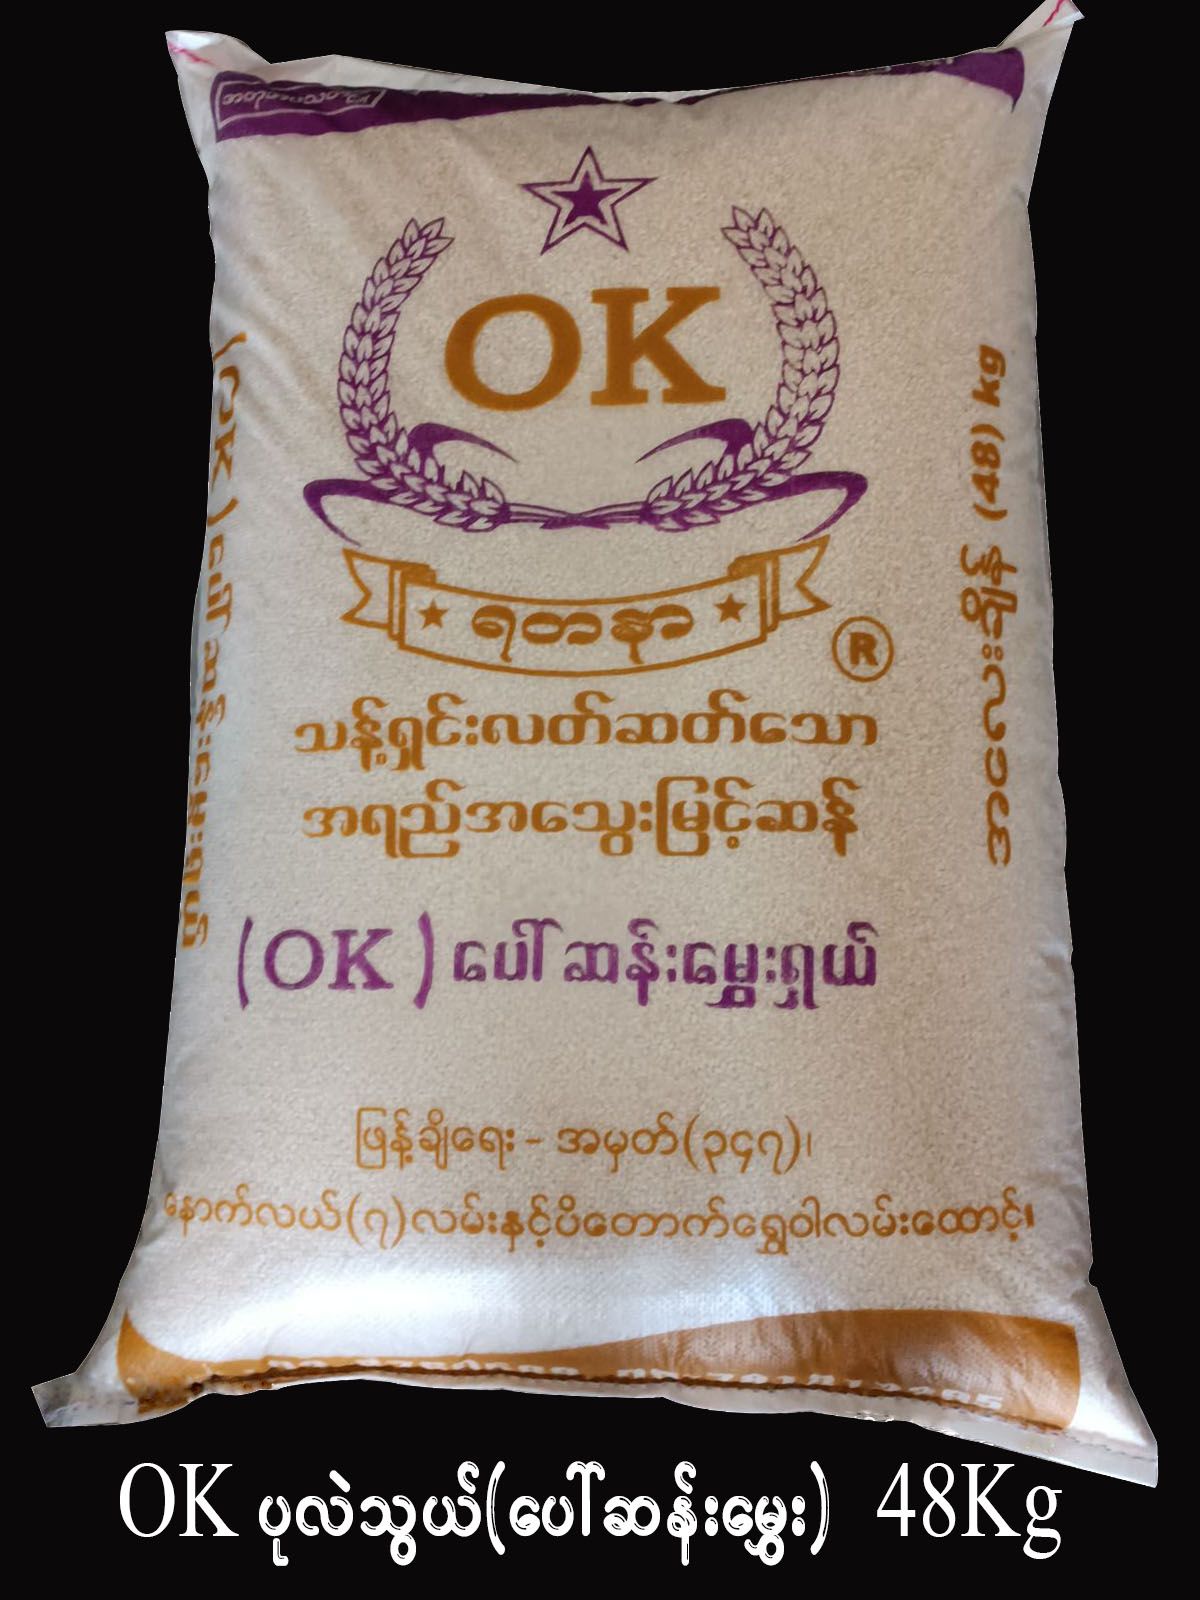 OK
ရတနာ
®
သန့်ရှင်းလတ်ဆတ်သော
အရည်အသွေးမြင့်ဆန်
(OK) ပေါ်ဆန်းမွှေးရှယ်
(OK) ပေါ်ဆန်းမွှေးရှယ်
အလေးချိန် (48) kg
ဖြန့်ချိရေး - အမှတ်(၃၄၇)၊
နောက်လယ်(၇)လမ်းနှင့်ပိတောက်ရွှေဝါလမ်းထောင့်၊
OK ပုလဲသွယ်(ပေါ်ဆန်းမွှေး) 48Kg